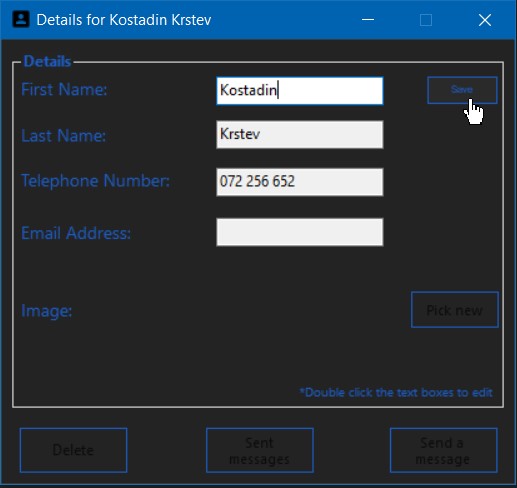 Details for Kostadin Krstev
Details
First Name:
Kostadin
Save
Last Name:
Krstev
Telephone Number:
072 256 652
Email Address:
Image:
Pick new
*Double click the text boxes to edit
Delete
Sent
messages
Send a
message